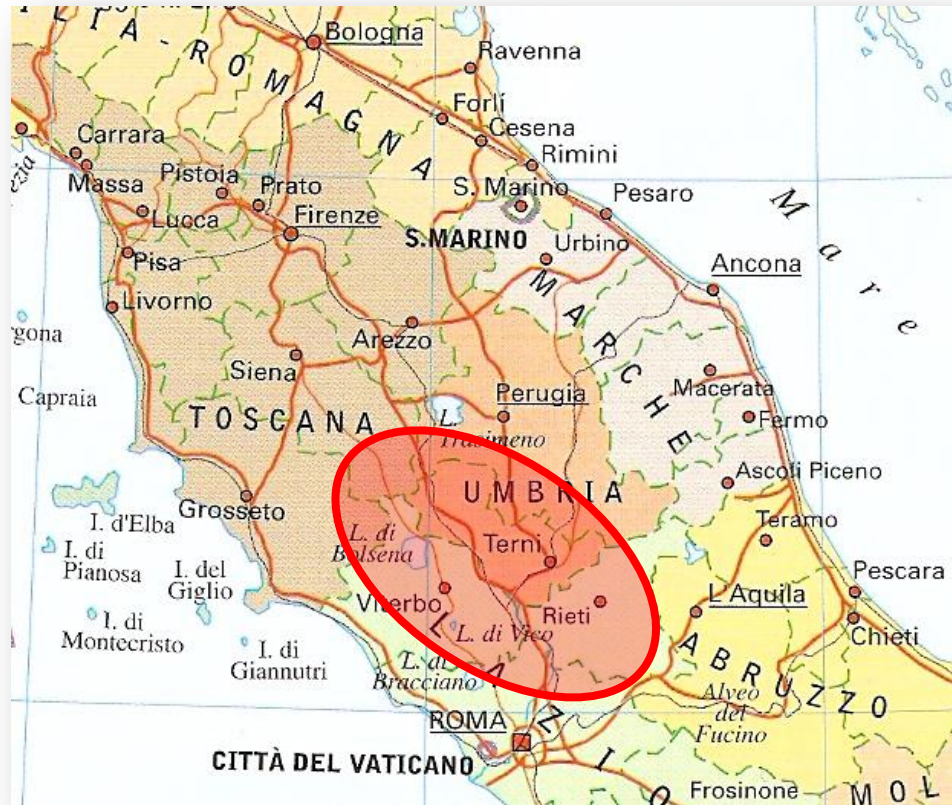 Bologna
Ravenna
ROMAGNA
Forlí
Cesena
Rimini
Carrara
Massa
Pistoia
Prato
Lucca
Firenze
S. Marino
S.MARINO
Pesaro
Urbino
Mare
Pisa
Livorno
Ancona
MARCHE
Arezzo
Siena
Capraia
Perugia
Macerata
Fermo
TOSCANA
L.
Trasimeno
Ascoli Piceno
UMBRIA
Grosseto
I. d'Elba
L. di
Bolsena
Terni
Teramo
I. di
Pianosa
I. del
Giglio
Viterbo
Rieti
L'Aquila
Pescara
Chieti
I. di
Montecristo
L. di Vico
I. di
Giannutri
L. di
Bracciano
LAZIO
ABRUZZO
Alveo
del
Fucino
ROMA
CITTÀ DEL VATICANO
Frosinone
MOL